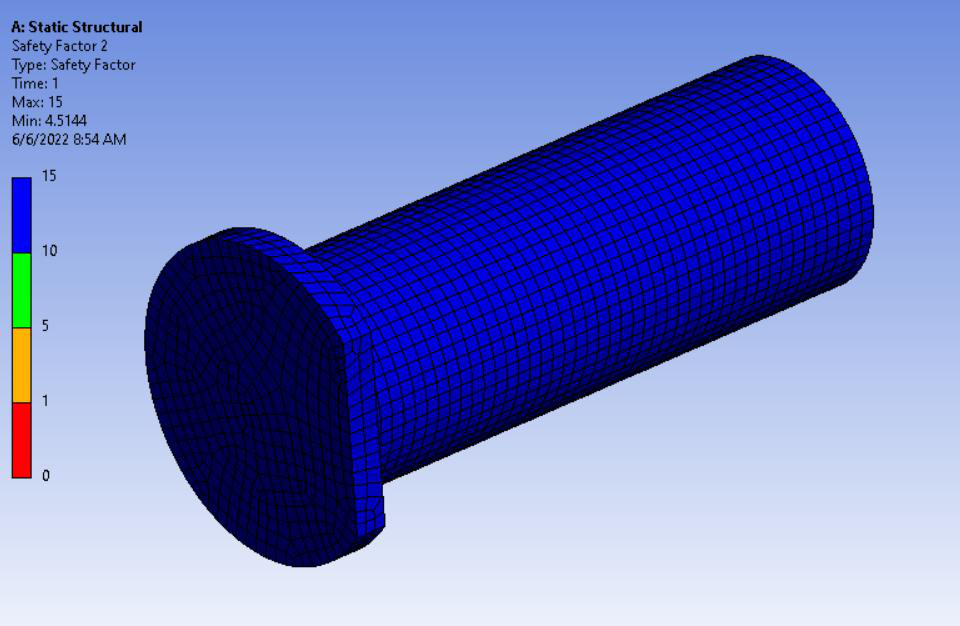 A: Static Structural
Safety Factor 2
Type: Safety Factor
Time: 1
Max: 15
Min: 4.5144
6/6/2022 8:54 AM
15
10
5
1
0